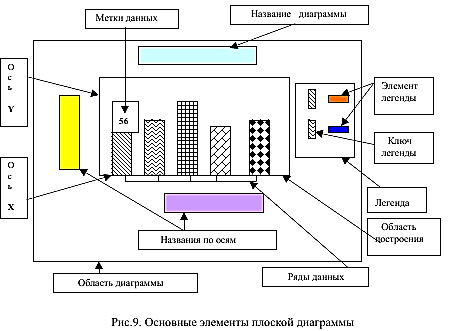 Метки данных
Название диаграммы
Ось Y
56
Элемент
легенды
Ключ
легенды
Ось X
Легенда
Область
построения
Названия по осям
Ряды данных
Область диаграммы
Рис.9. Основные элементы плоской диаграммы